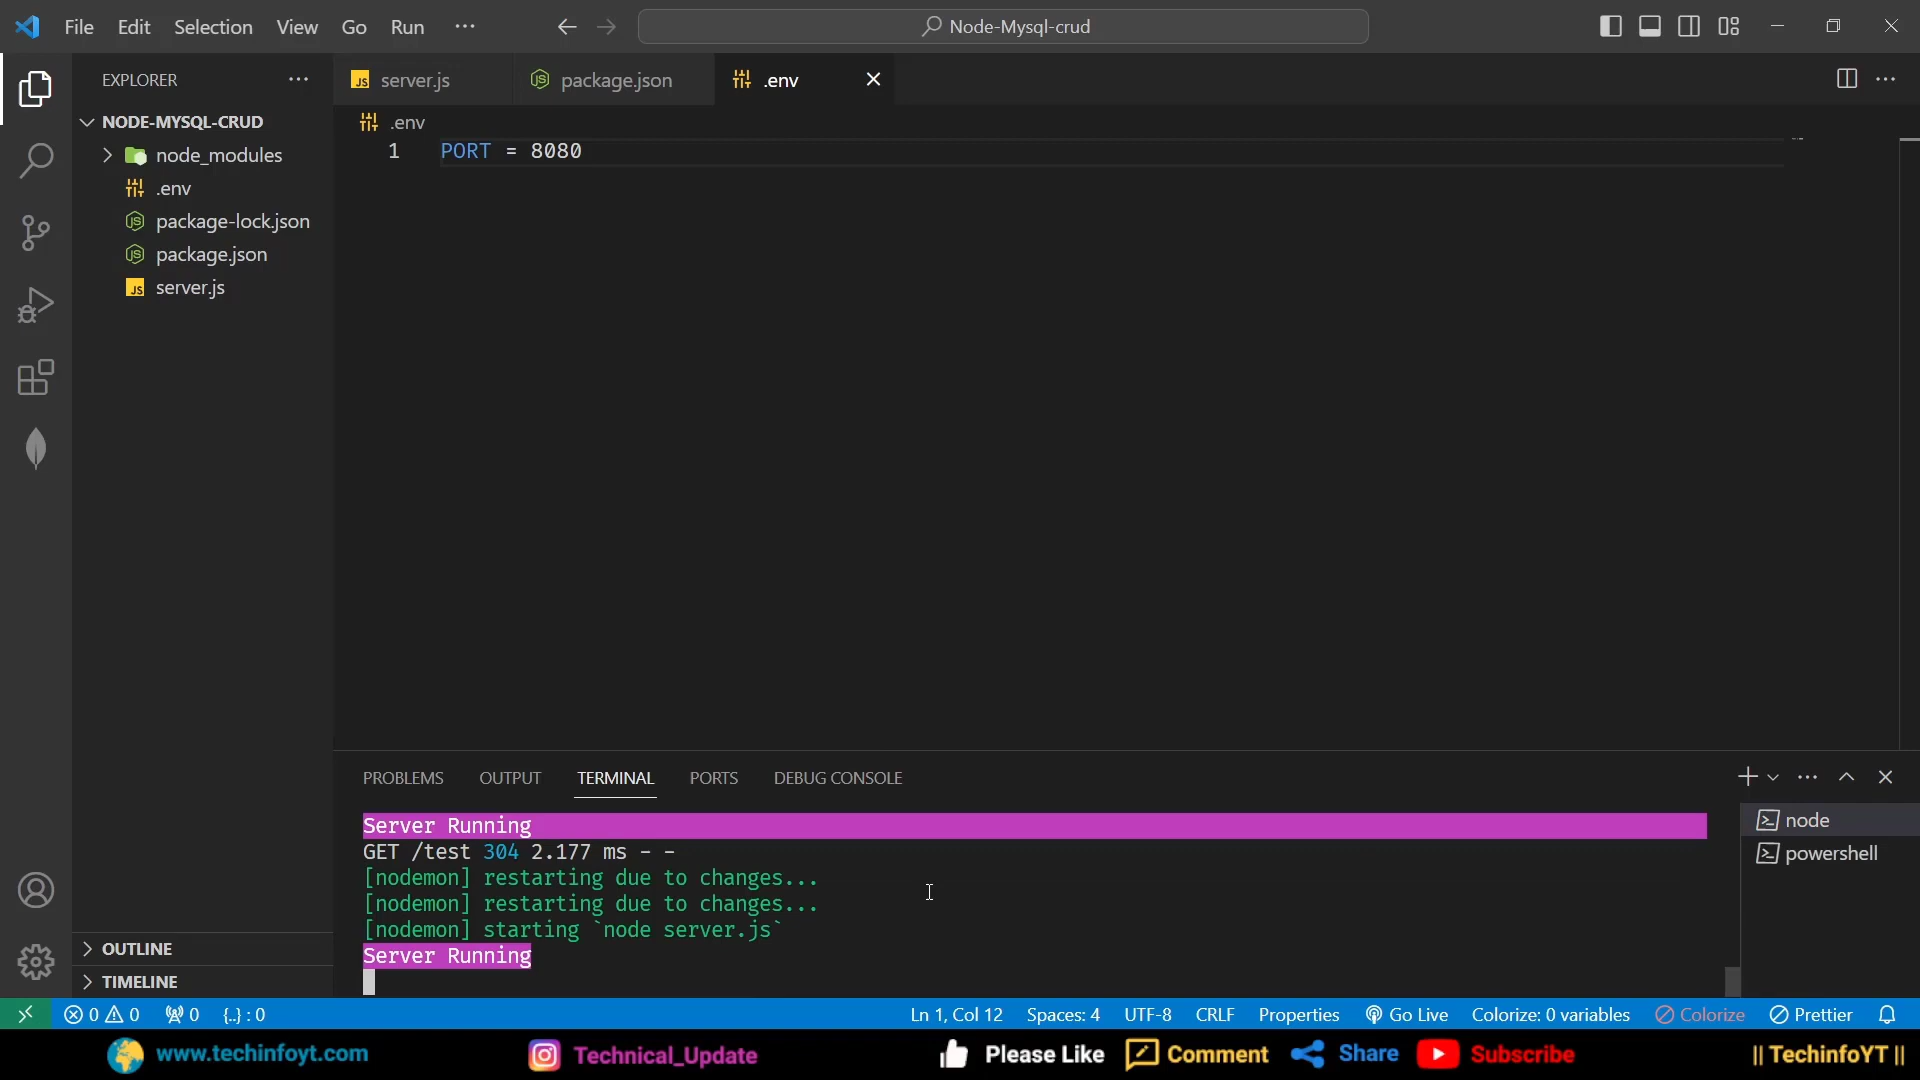 File Edit Selection View Go Run ··· Node-Mysql-crud
EXPLORER ···
server.js package.json .env
NODE-MYSQL-CRUD
node_modules
.env
package-lock.json
package.json
server.js
.env
1 PORT = 8080
PROBLEMS OUTPUT TERMINAL PORTS DEBUG CONSOLE
Server Running
GET /test 304 2.177 ms - -
[nodemon] restarting due to changes...
[nodemon] restarting due to changes...
[nodemon] starting `node server.js`
Server Running
node
powershell
OUTLINE
TIMELINE
0 0 0 {..} : 0 Ln 1, Col 12 Spaces: 4 UTF-8 CRLF Properties Go Live Colorize: 0 variables Colorize Prettier
www.techinfoyt.com Technical_Update Please Like Comment Share Subscribe || TechinfoYT ||